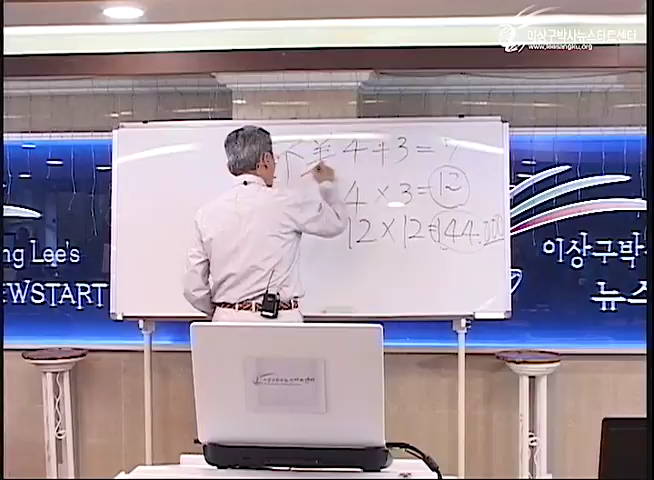 이상구박사뉴스타트센터
www.leesangku.org
4+3=7
4×3=12
12×12=144.000
ng Lee's
EWSTART
이상구박
뉴스